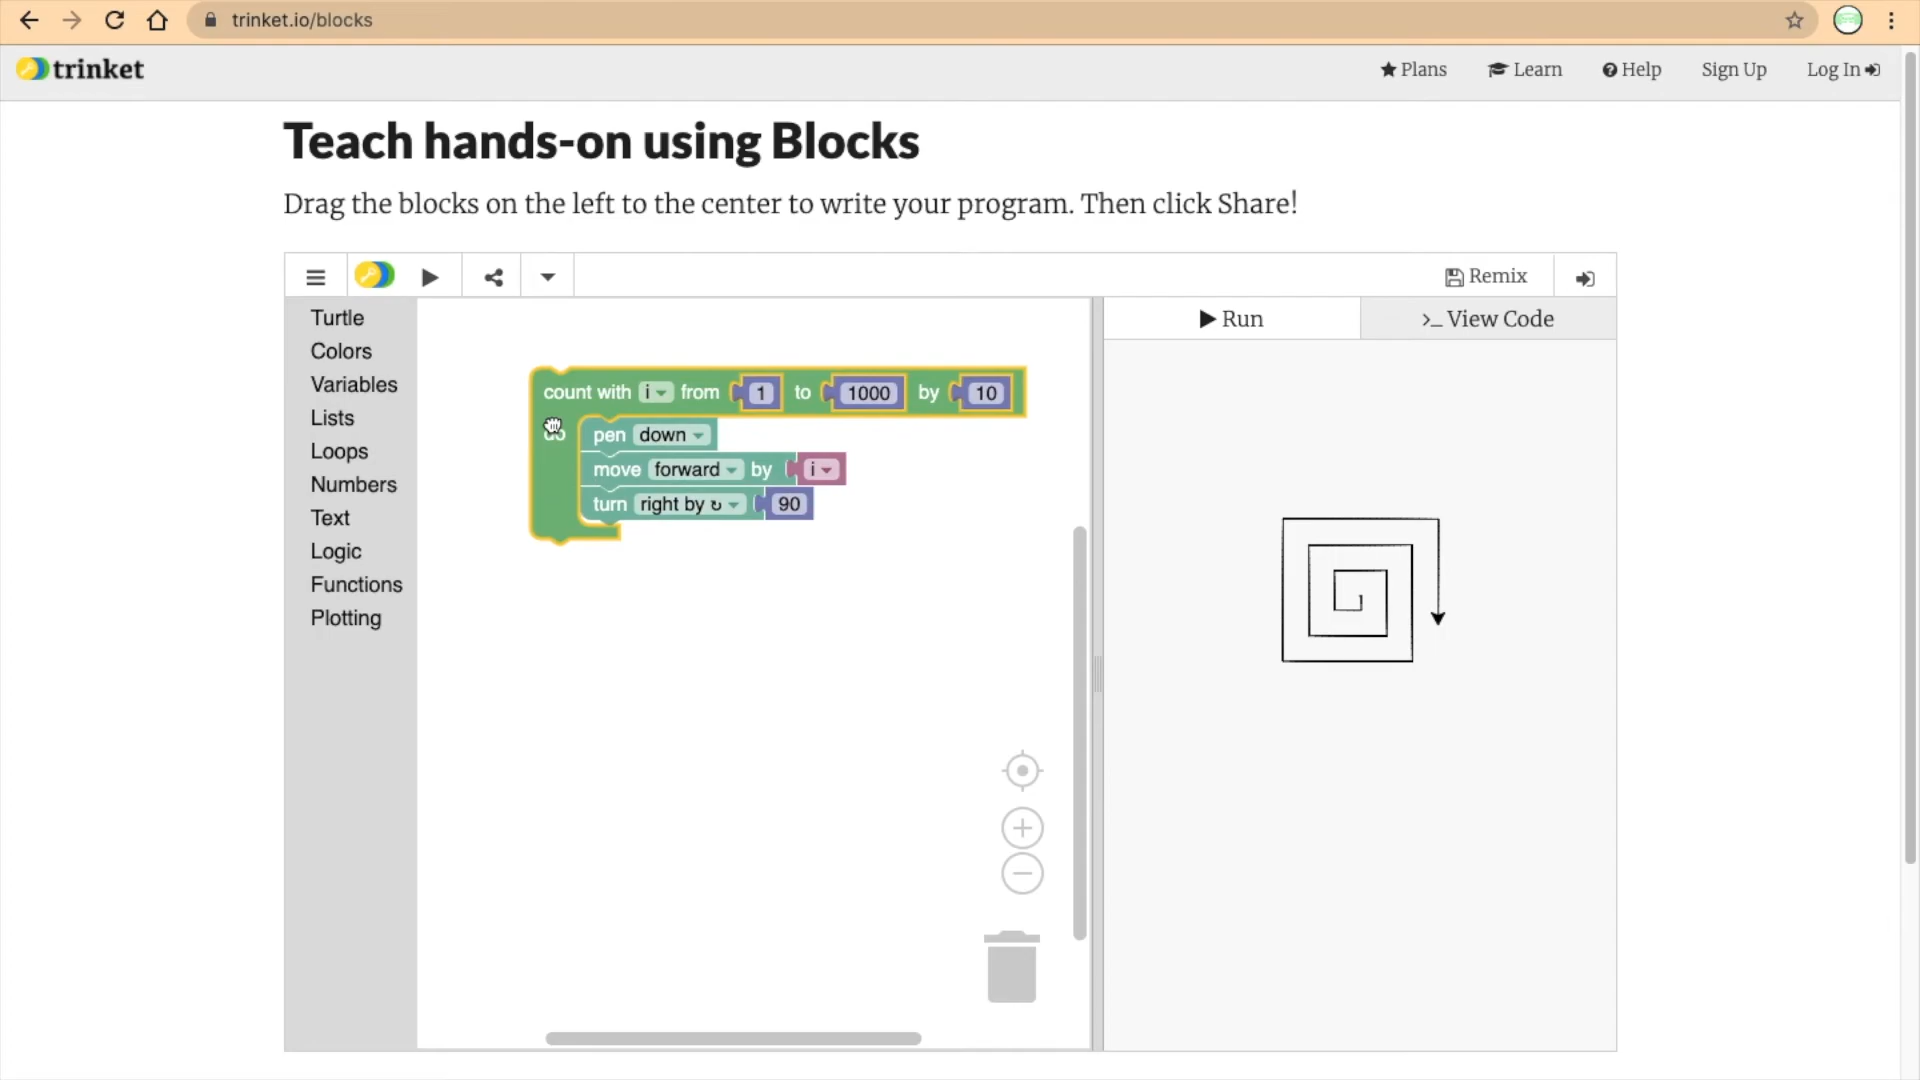 trinket.io/blocks
trinket
Plans Learn Help Sign Up Log In
Teach hands-on using Blocks
Drag the blocks on the left to the center to write your program. Then click Share!
Remix
Turtle
Colors
Variables
Lists
Loops
Numbers
Text
Logic
Functions
Plotting
count with i from 1 to 1000 by 10
do
pen down
move forward by i
turn right by ↻ 90
Run
>_ View Code